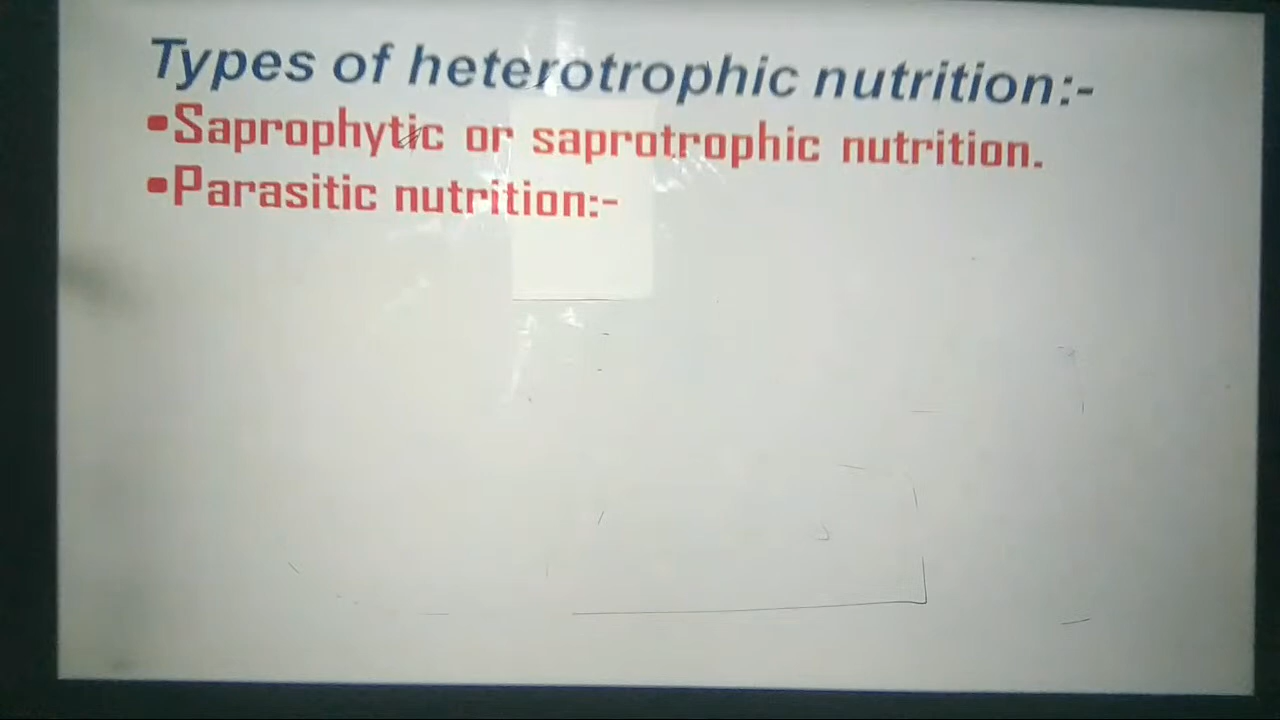 Types of heterotrophic nutrition:-
•Saprophytic or saprotrophic nutrition.
•Parasitic nutrition:-